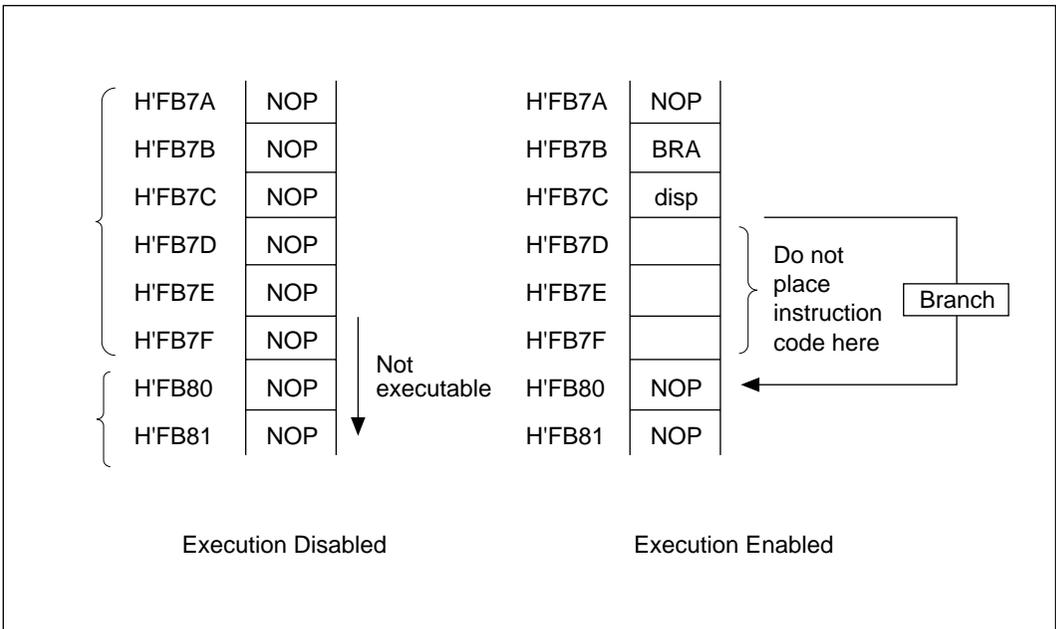 H'FB7A NOP
H'FB7B NOP
H'FB7C NOP
H'FB7D NOP
H'FB7E NOP
H'FB7F NOP
H'FB80 NOP
H'FB81 NOP
Not
executable
Execution Disabled
H'FB7A NOP
H'FB7B BRA
H'FB7C disp
H'FB7D
H'FB7E
H'FB7F
H'FB80 NOP
H'FB81 NOP
Do not
place
instruction
code here
Branch
Execution Enabled